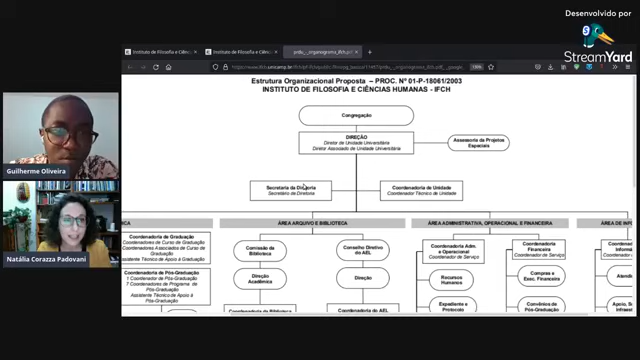 Desenvolvido por
StreamYard
Instituto de Filosofia e Ciênc
Instituto de Filosofia e Ciênc
100%
Estrutura Organizacional Proposta – PROC. Nº 01-P-18061/2003
INSTITUTO DE FILOSOFIA E CIÊNCIAS HUMANAS - IFCH
Congregação
DIREÇÃO
Diretor de Unidade Universitária
Diretor Associado de Unidade Universitária
Assessoria de Projetos
Especiais
Secretaria da Diretoria
Secretário da Diretoria
Coordenadoria de Unidade
Coordenador Técnico de Unidade
ÁREA ARQUIVO E BIBLIOTECA
ÁREA ADMINISTRATIVA, OPERACIONAL E FINANCEIRA
ÁREA DE
Coordenadoria de Graduação
Coordenadores de Curso de Graduação
Coordenadores Associados de Curso de
Graduação
Assistente Técnico de Apoio à Graduação
Coordenadoria de Pós-Graduação
1 Coordenador de Pós-Graduação
7 Coordenadores de Programa de
Pós-Graduação
Assistente Técnico de Apoio à
Pós-Graduação
Comissão da
Biblioteca
Direção
Acadêmica
Coordenadoria da Biblioteca
Conselho Diretivo
do AEL
Direção
Coordenadoria do AEL
Coordenadoria Adm.
e Operacional
Coordenador de Serviço
Recursos
Humanos
Expediente e
Protocolo
Coordenadoria
Financeira
Coordenador de Serviço
Compras e
Exec. Financeira
Convênios de
Pós-Graduação
Guilherme Oliveira
Natália Corazza Padovani